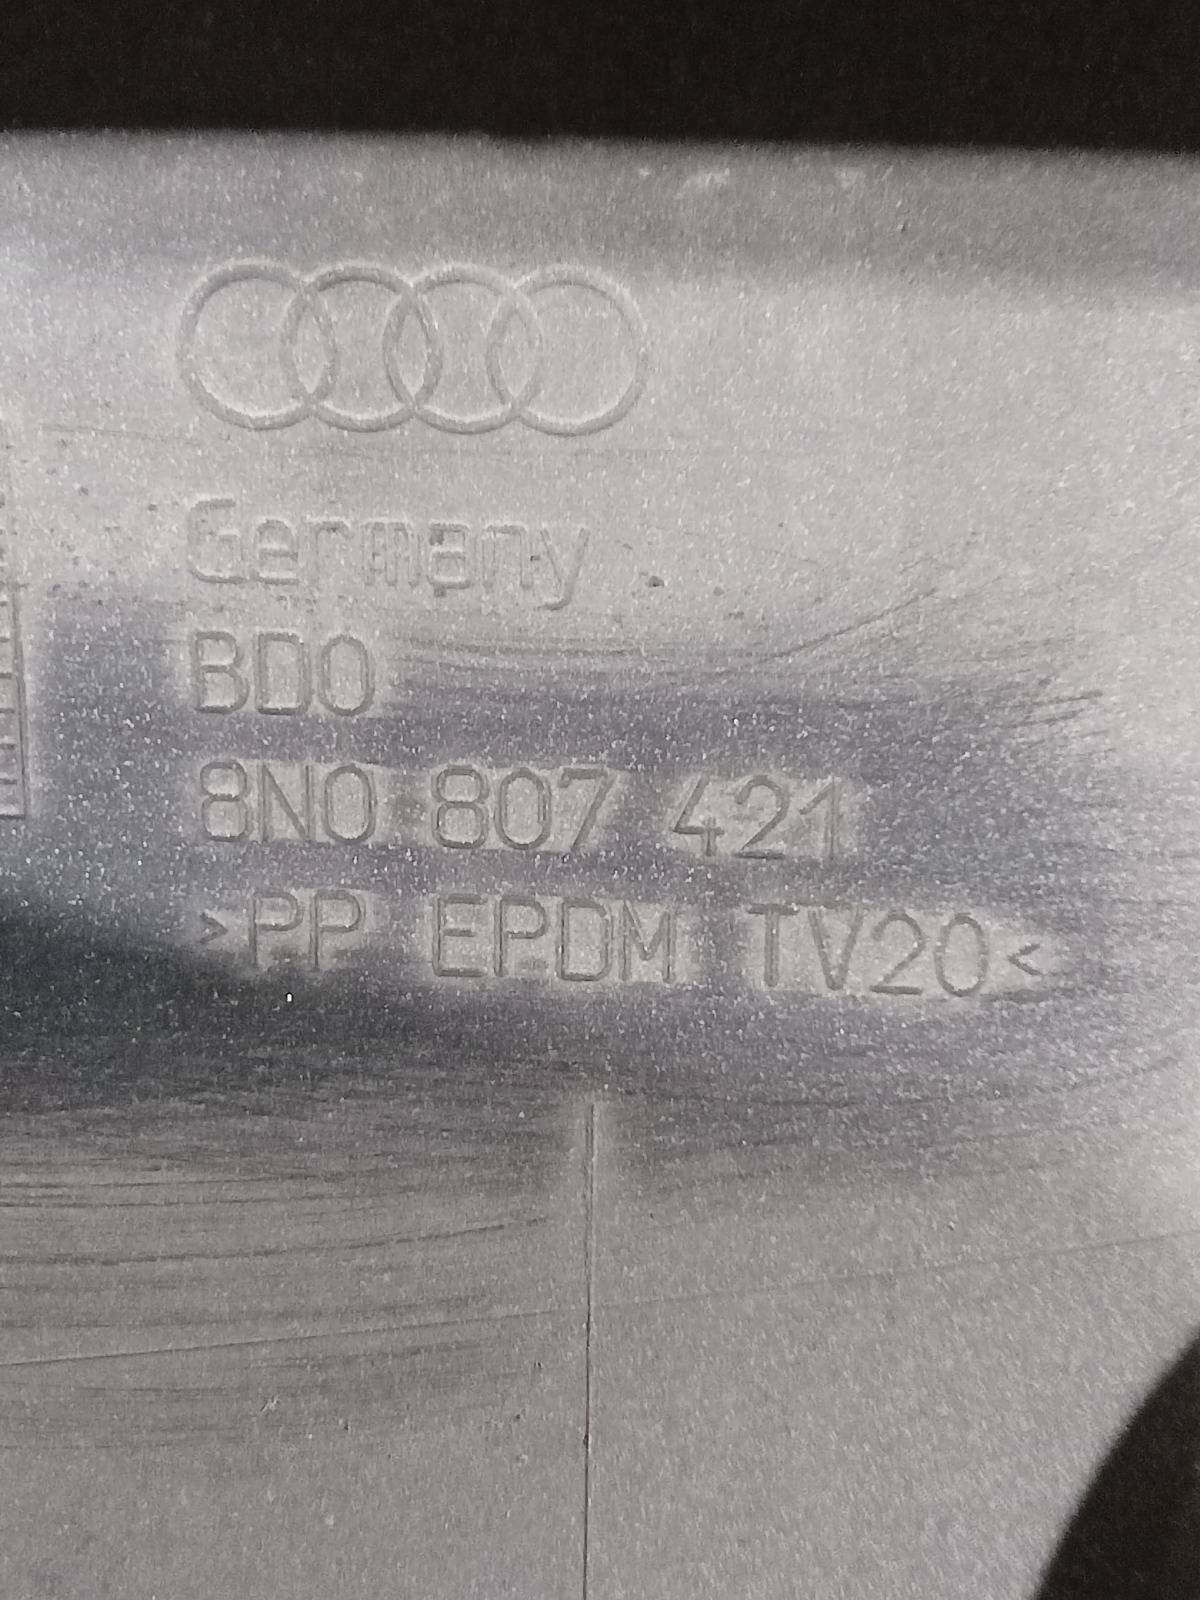 Germany
BDO
8N0 807 421
>PP EPDM TV20<